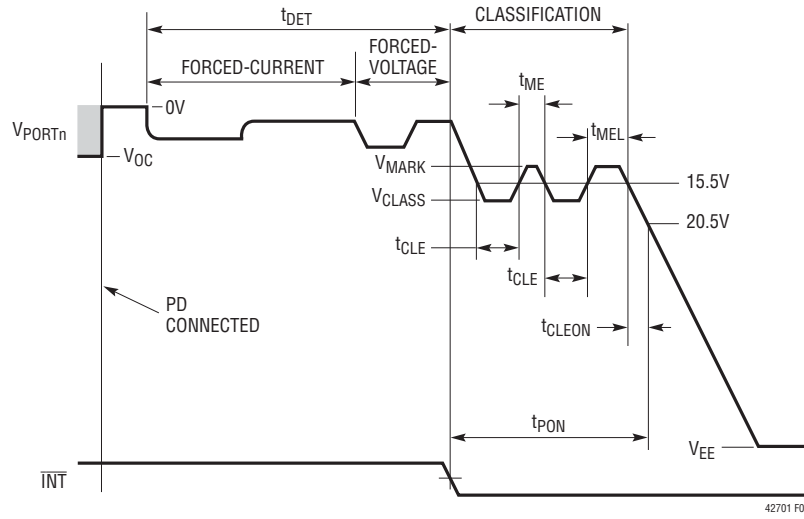 tDET
CLASSIFICATION
FORCED-CURRENT
FORCED-
VOLTAGE
tME
0V
VPORTn
VOC
tMEL
VMARK
15.5V
VCLASS
20.5V
tCLE
tCLE
PD
CONNECTED
tCLEON
tPON
VEE
INT
42701 F0